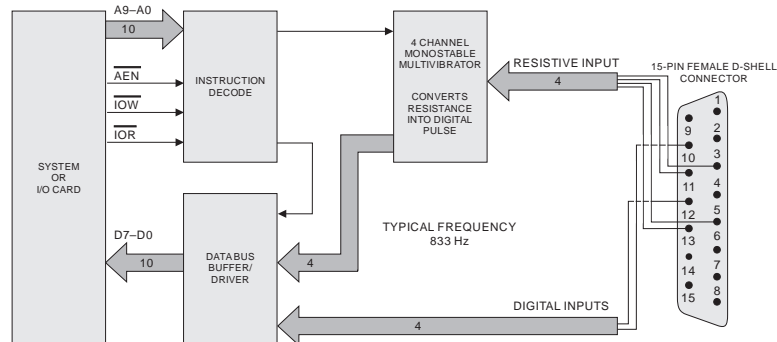 A9–A0
10
AEN
IOW
IOR
SYSTEM
OR
I/O CARD
INSTRUCTION
DECODE
4 CHANNEL
MONOSTABLE
MULTIVIBRATOR
CONVERTS
RESISTANCE
INTO DIGITAL
PULSE
RESISTIVE INPUT
4
15-PIN FEMALE D-SHELL
CONNECTOR
1
9
2
10
3
11
4
12
5
13
6
14
7
15
8
D7–D0
10
DATABUS
BUFFER/
DRIVER
4
TYPICAL FREQUENCY
833 Hz
DIGITAL INPUTS
4